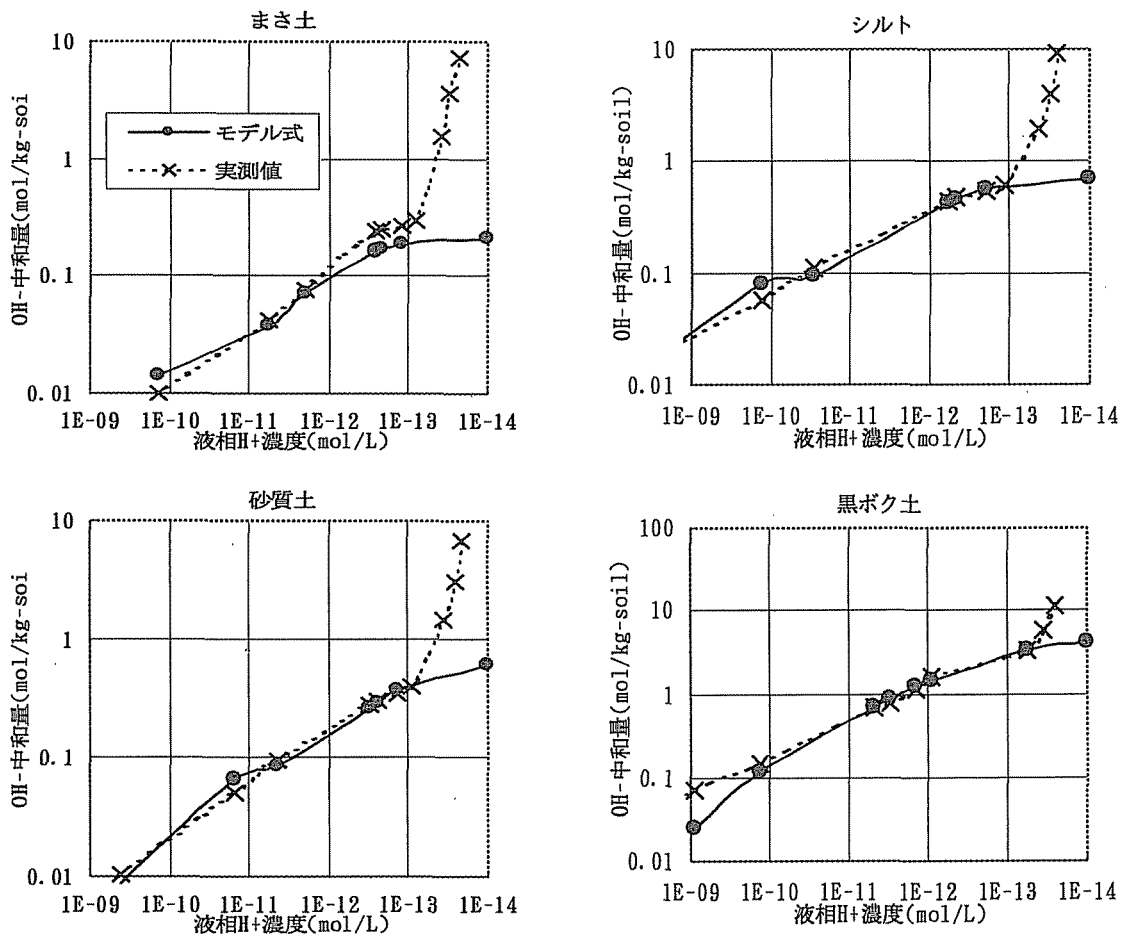 まさ土
10
1
0.1
0.01
OH-中和量(mol/kg-soi
モデル式
実測値
1E-09 1E-10 1E-11 1E-12 1E-13 1E-14
液相H+濃度(mol/L)
シルト
10
1
0.1
0.01
OH-中和量(mol/kg-soil)
1E-09 1E-10 1E-11 1E-12 1E-13 1E-14
液相H+濃度(mol/L)
砂質土
10
1
0.1
0.01
OH-中和量(mol/kg-soi
1E-09 1E-10 1E-11 1E-12 1E-13 1E-14
液相H+濃度(mol/L)
黒ボク土
100
10
1
0.1
0.01
OH-中和量(mol/kg-soil)
1E-09 1E-10 1E-11 1E-12 1E-13 1E-14
液相H+濃度(mol/L)